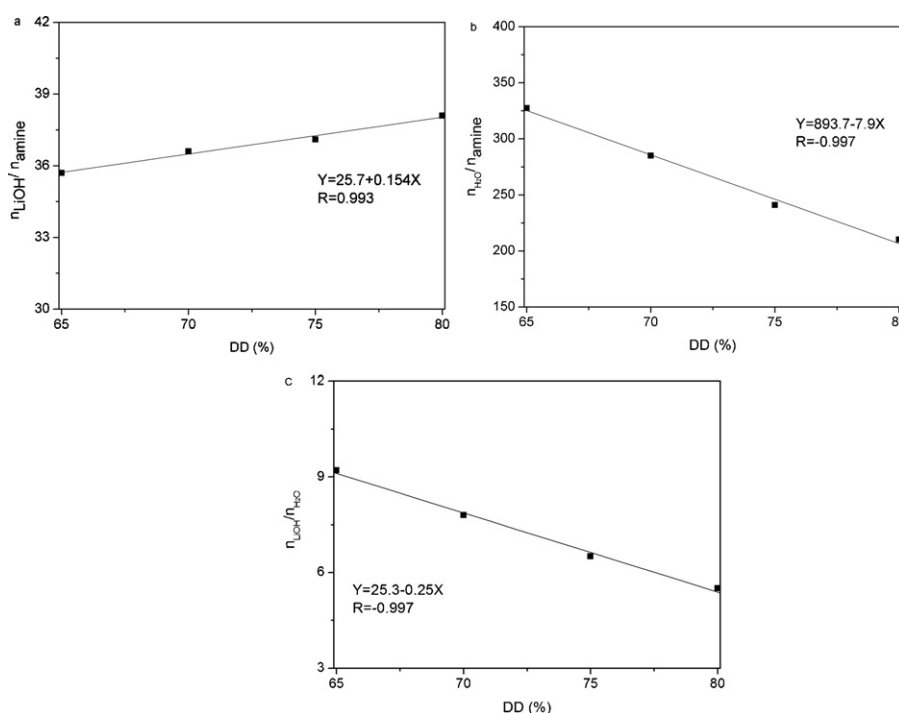 a
42
39
36
33
30
nLiOH/ namine
Y=25.7+0.154X
R=0.993
65 70 75 80
DD (%)
b
400
350
300
250
200
150
nH₂O/ namine
Y=893.7-7.9X
R=-0.997
65 70 75 80
DD (%)
c
12
9
6
3
nLiOH/nH₂O
Y=25.3-0.25X
R=-0.997
65 70 75 80
DD (%)